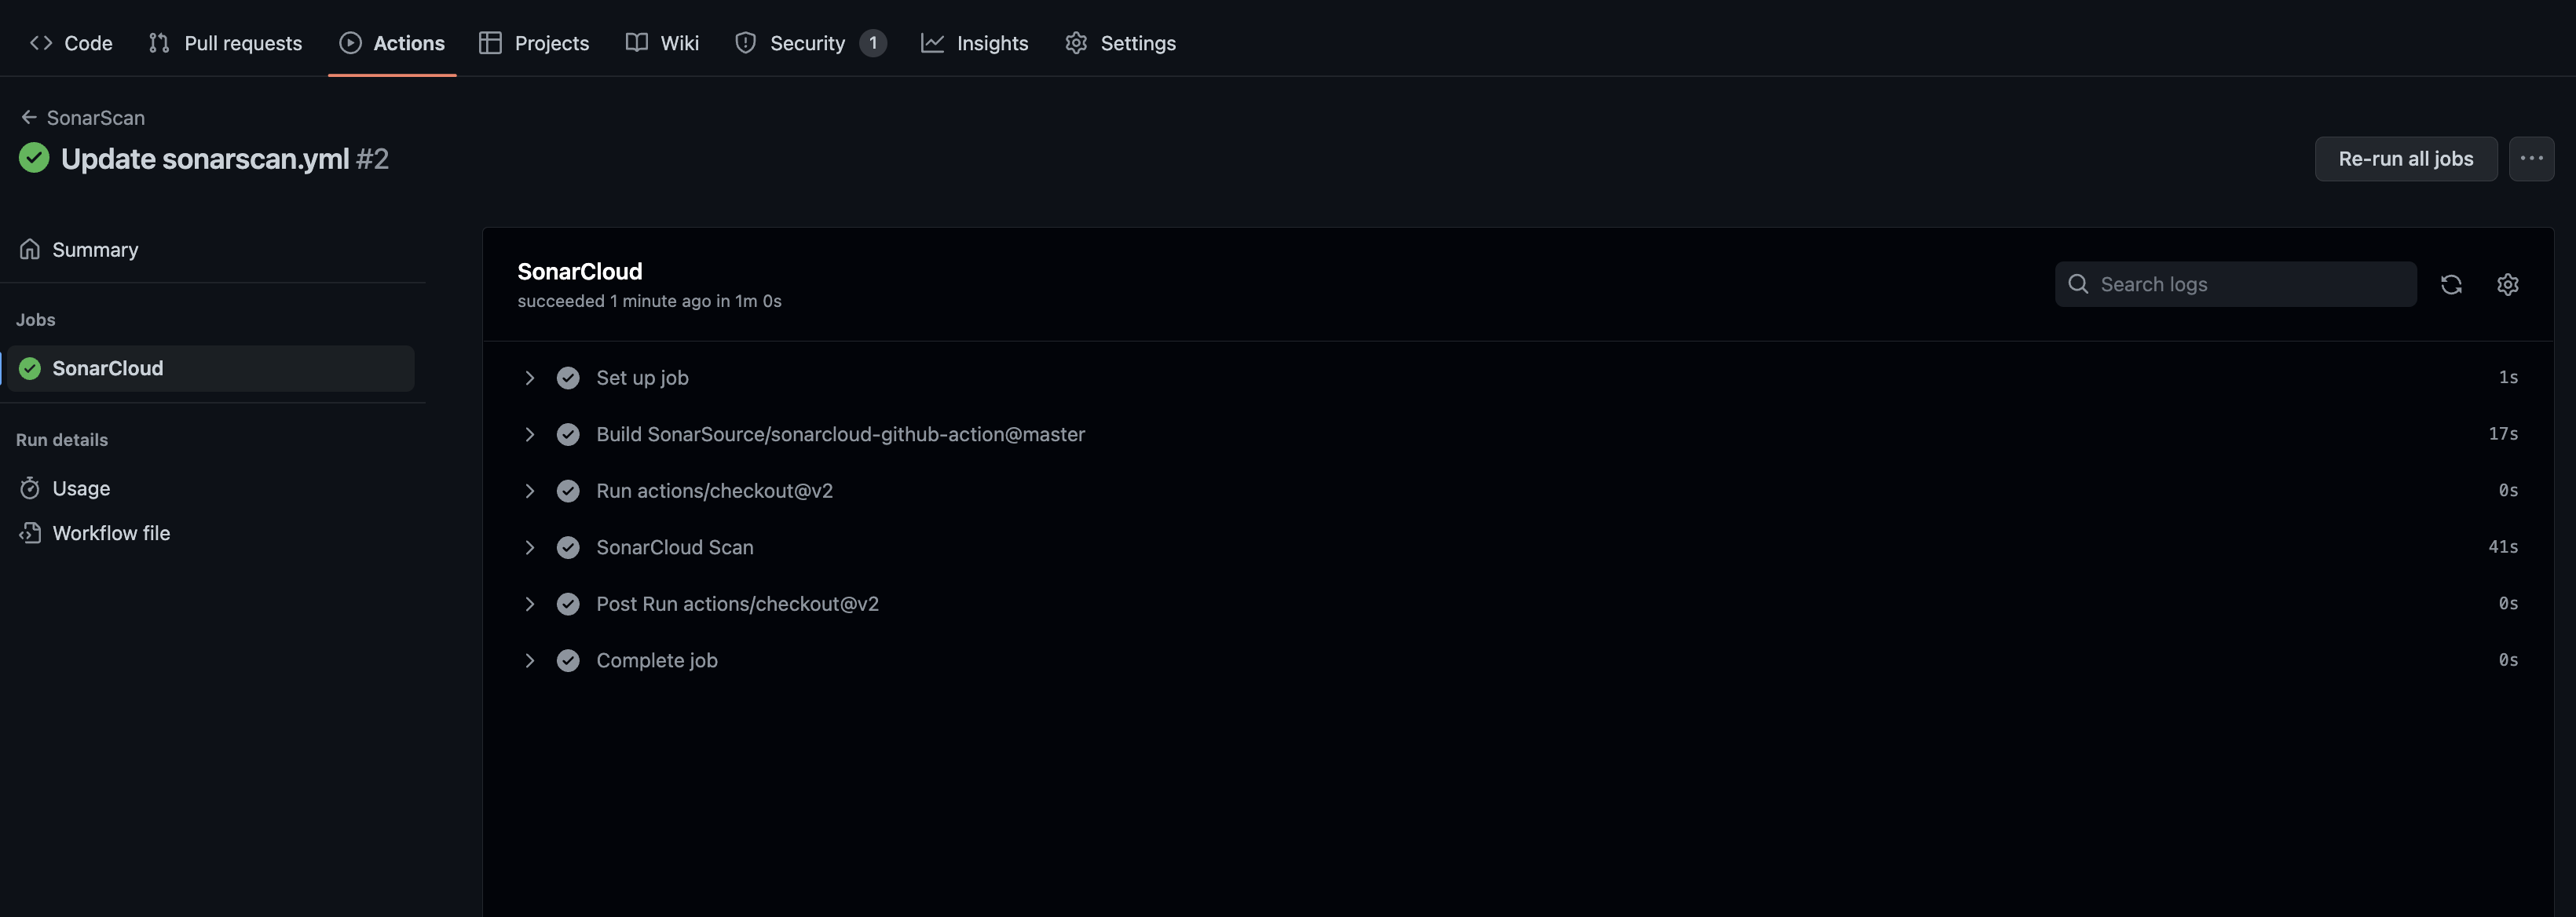 Code Pull requests Actions Projects Wiki Security 1 Insights Settings
SonarScan
Update sonarscan.yml #2
Re-run all jobs
Summary
Jobs
SonarCloud
Run details
Usage
Workflow file
SonarCloud
succeeded 1 minute ago in 1m 0s
Search logs
Set up job 1s
Build SonarSource/sonarcloud-github-action@master 17s
Run actions/checkout@v2 0s
SonarCloud Scan 41s
Post Run actions/checkout@v2 0s
Complete job 0s